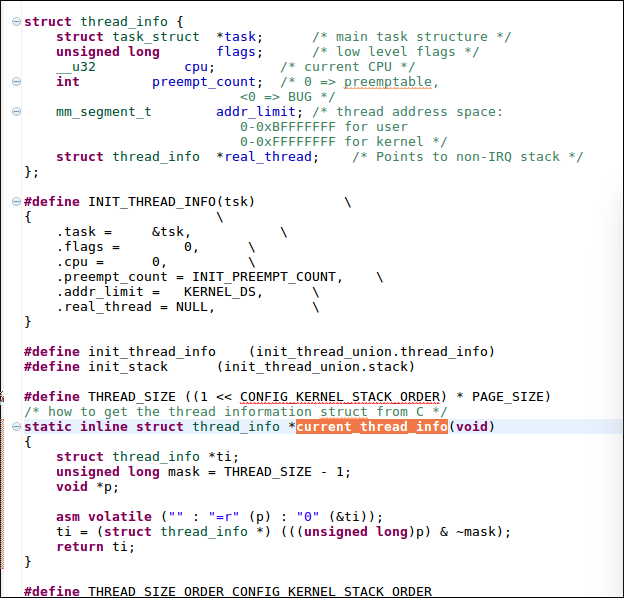 struct thread_info {
    struct task_struct  *task;      /* main task structure */
    unsigned long       flags;      /* low level flags */
    __u32           cpu;        /* current CPU */
    int         preempt_count;  /* 0 => preemptable,
                           <0 => BUG */
    mm_segment_t        addr_limit; /* thread address space:
                           0-0xBFFFFFFF for user
                           0-0xFFFFFFFF for kernel */
    struct thread_info  *real_thread;    /* Points to non-IRQ stack */
};

#define INIT_THREAD_INFO(tsk)           \
{                       \
    .task =     &tsk,           \
    .flags =        0,      \
    .cpu =      0,          \
    .preempt_count = INIT_PREEMPT_COUNT,    \
    .addr_limit =   KERNEL_DS,      \
    .real_thread = NULL,            \
}

#define init_thread_info    (init_thread_union.thread_info)
#define init_stack      (init_thread_union.stack)

#define THREAD_SIZE ((1 << CONFIG_KERNEL_STACK_ORDER) * PAGE_SIZE)
/* how to get the thread information struct from C */
static inline struct thread_info *current_thread_info(void)
{
    struct thread_info *ti;
    unsigned long mask = THREAD_SIZE - 1;
    void *p;

    asm volatile ("" : "=r" (p) : "0" (&ti));
    ti = (struct thread_info *) (((unsigned long)p) & ~mask);
    return ti;
}

#define THREAD_SIZE_ORDER CONFIG_KERNEL_STACK_ORDER